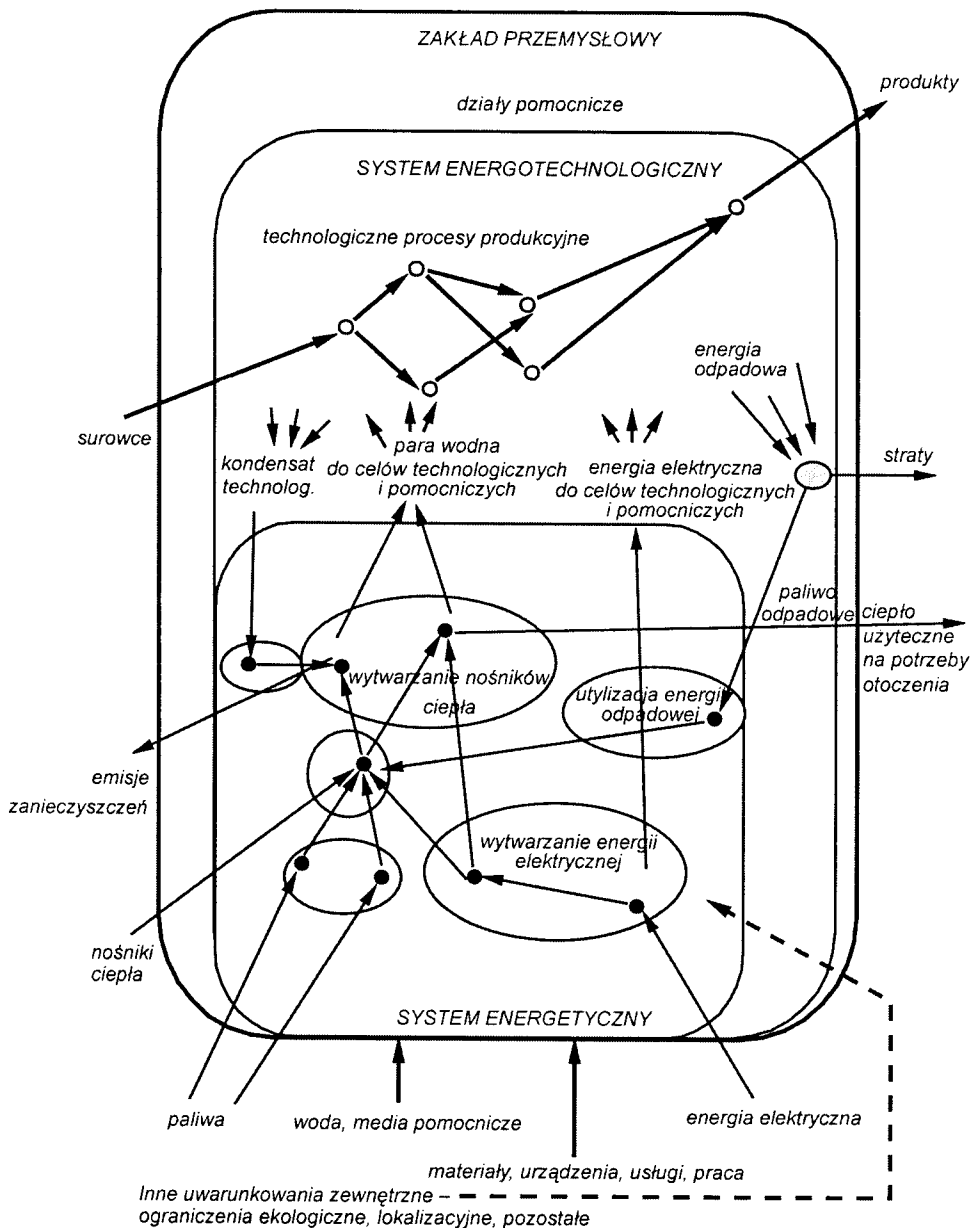 ZAKŁAD PRZEMYSŁOWY
produkty
działy pomocnicze
SYSTEM ENERGOTECHNOLOGICZNY
technologiczne procesy produkcyjne
energia
odpadowa
surowce
kondensat
technolog.
para wodna
do celów technologicznych
i pomocniczych
energia elektryczna
do celów technologicznych
i pomocniczych
straty
paliwo
odpadowe
ciepło
użyteczne
na potrzeby
otoczenia
wytwarzanie nośników
ciepła
utylizacja energii
odpadowej
emisje
zanieczyszczeń
wytwarzanie energii
elektrycznej
nośniki
ciepła
SYSTEM ENERGETYCZNY
paliwa
woda, media pomocnicze
energia elektryczna
materiały, urządzenia, usługi, praca
Inne uwarunkowania zewnętrzne –
ograniczenia ekologiczne, lokalizacyjne, pozostałe